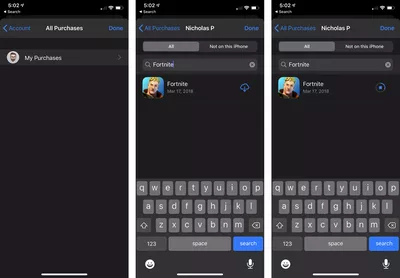 5:02
Search
Account
All Purchases
Done
My Purchases
5:02
Search
All Purchases
Nicholas P
Done
All
Not on this iPhone
Fortnite
Fortnite
Mar 17, 2018
q w e r t y u i o p
a s d f g h j k l
z x c v b n m
123
space
search
5:02
Search
All Purchases
Nicholas P
Done
All
Not on this iPhone
Fortnite
Fortnite
Mar 17, 2018
q w e r t y u i o p
a s d f g h j k l
z x c v b n m
123
space
search